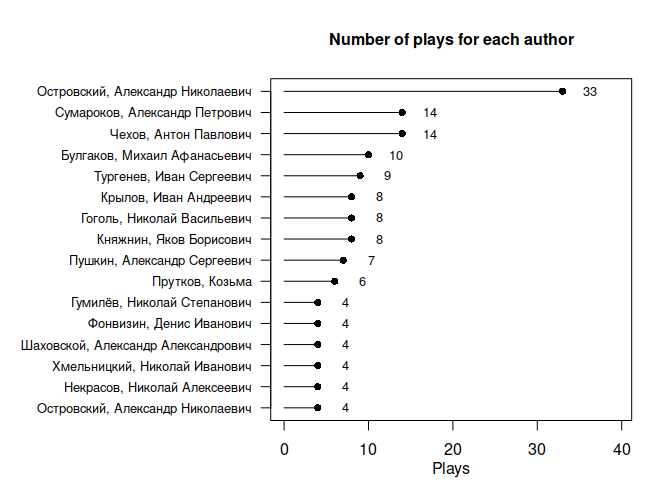 Number of plays for each author
Островский, Александр Николаевич 33
Сумароков, Александр Петрович 14
Чехов, Антон Павлович 14
Булгаков, Михаил Афанасьевич 10
Тургенев, Иван Сергеевич 9
Крылов, Иван Андреевич 8
Гоголь, Николай Васильевич 8
Княжнин, Яков Борисович 8
Пушкин, Александр Сергеевич 7
Прутков, Козьма 6
Гумилёв, Николай Степанович 4
Фонвизин, Денис Иванович 4
Шаховской, Александр Александрович 4
Хмельницкий, Николай Иванович 4
Некрасов, Николай Алексеевич 4
Островский, Александр Николаевич 4
0 10 20 30 40
Plays